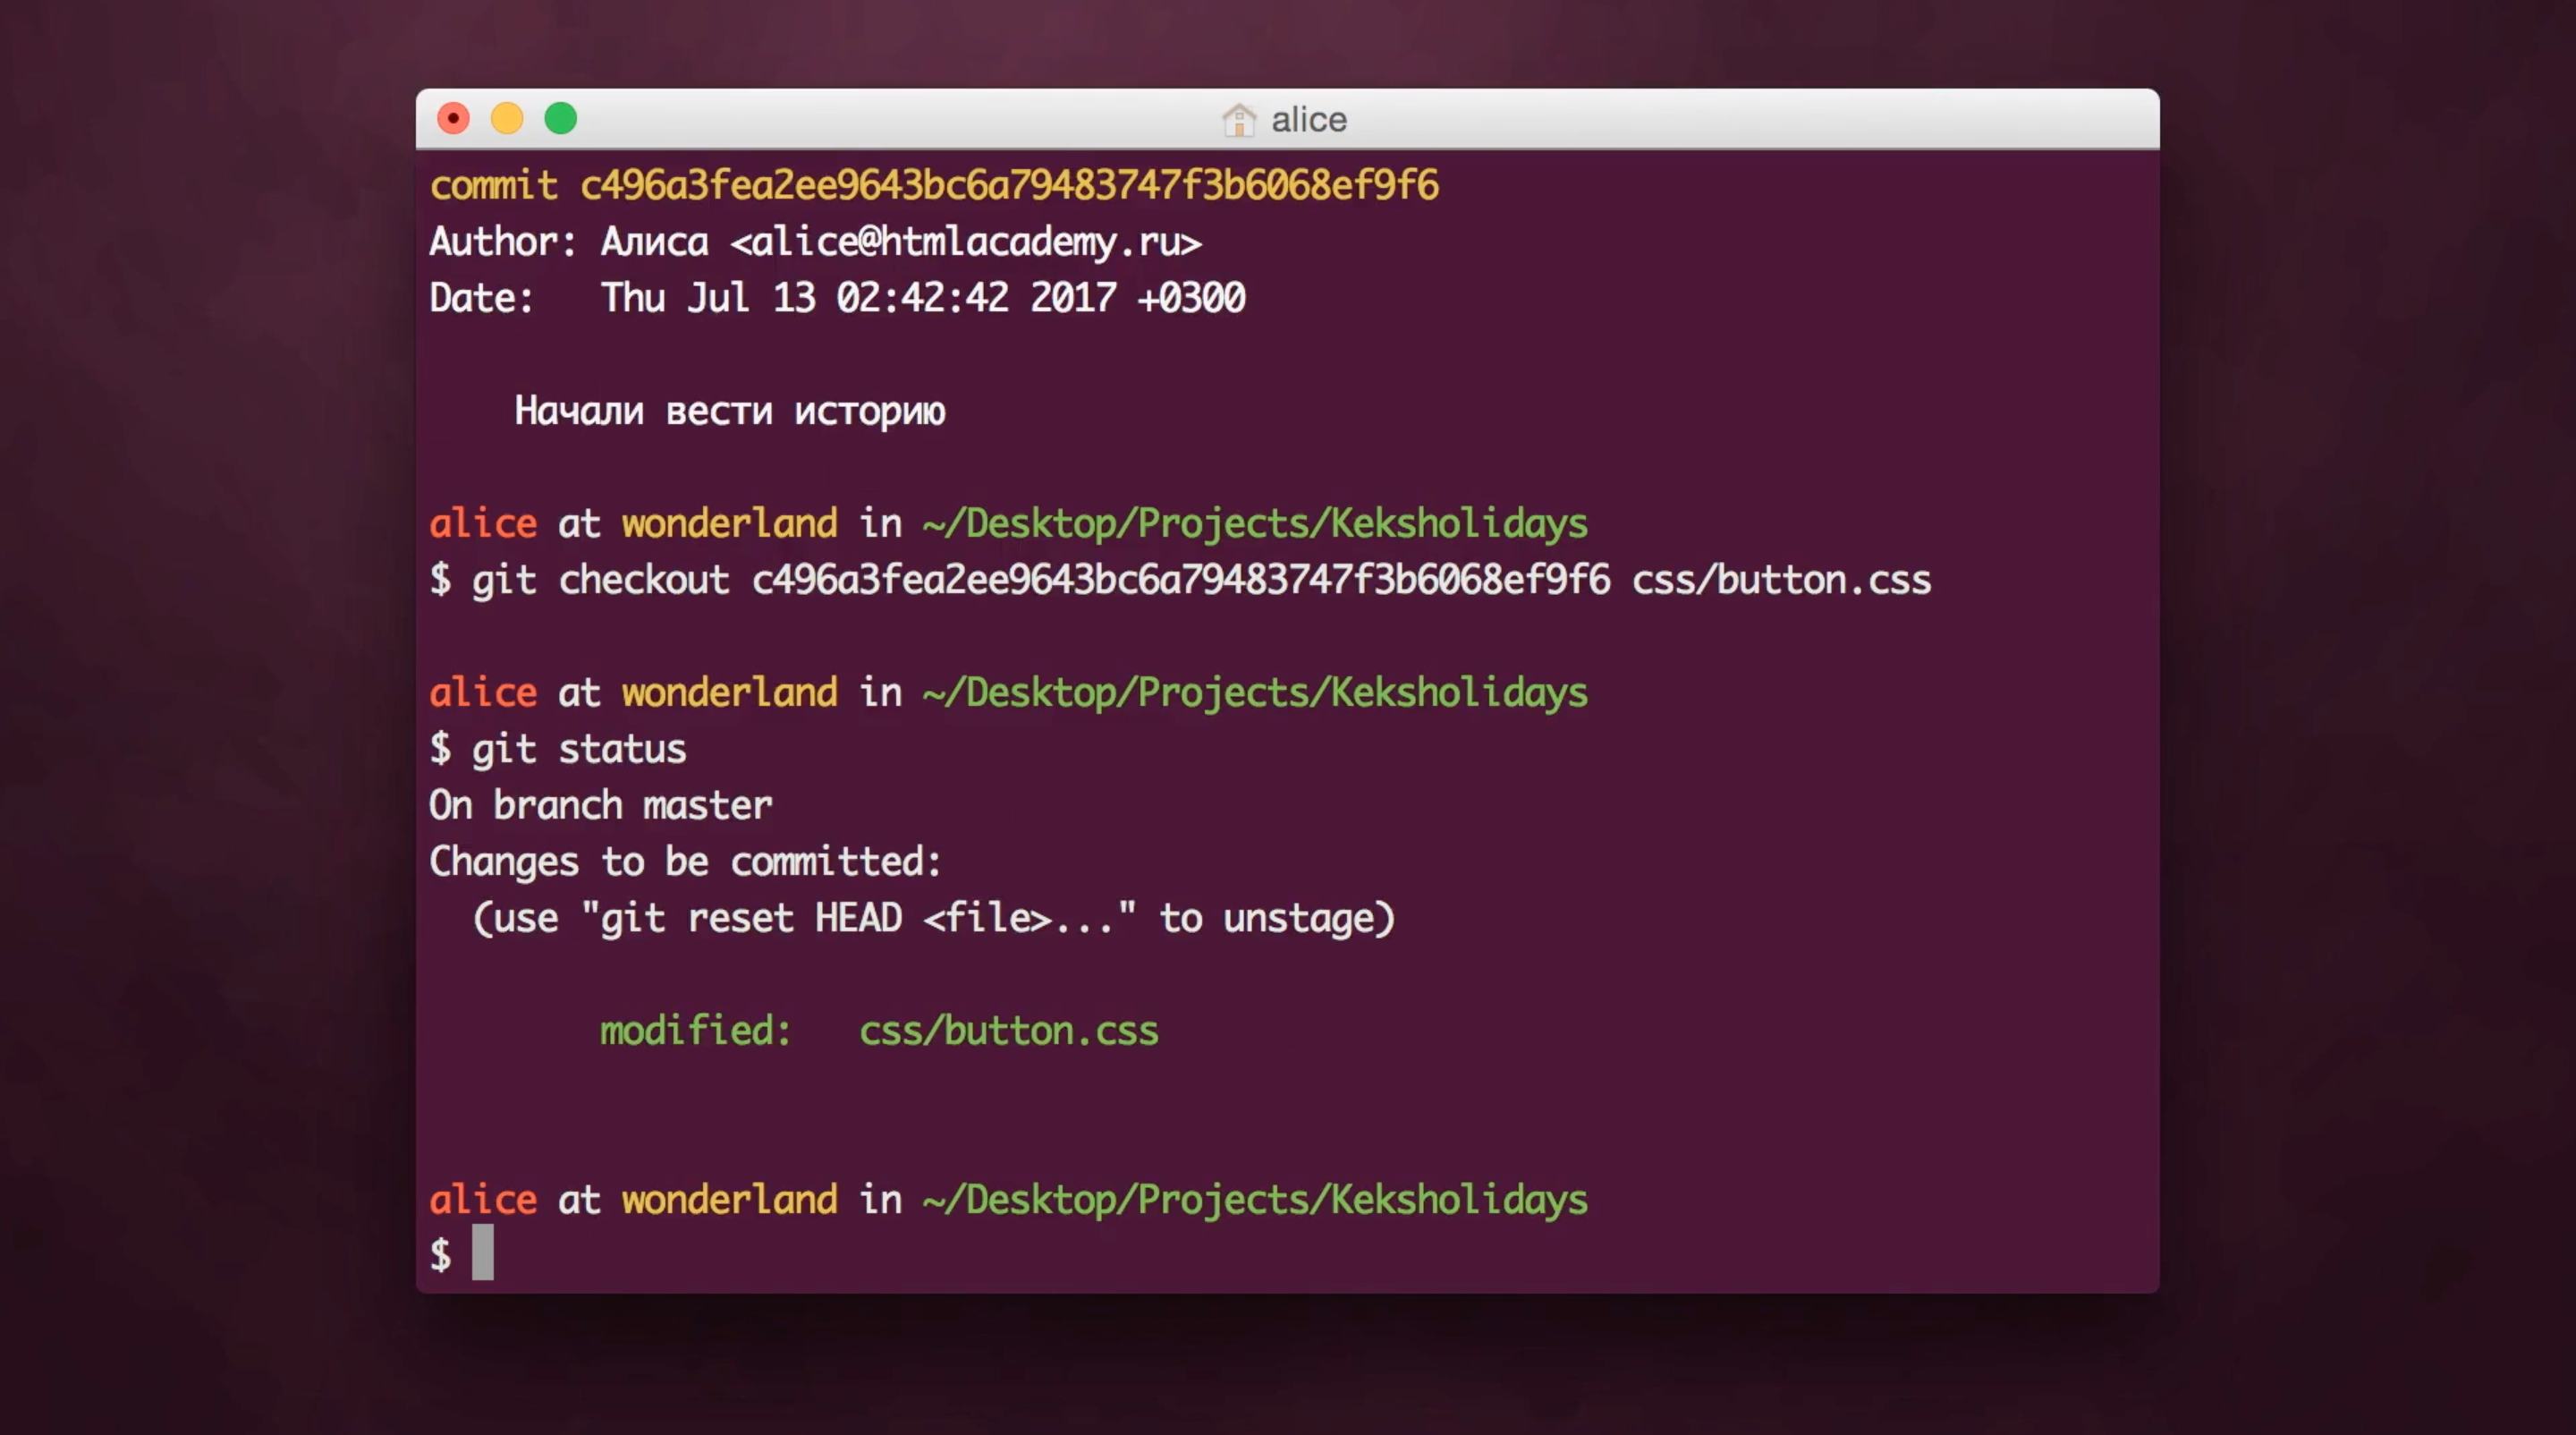 alice
commit c496a3fea2ee9643bc6a79483747f3b6068ef9f6
Author: Алиса <alice@htmlacademy.ru>
Date:   Thu Jul 13 02:42:42 2017 +0300
Начали вести историю
alice at wonderland in ~/Desktop/Projects/Keksholidays
$ git checkout c496a3fea2ee9643bc6a79483747f3b6068ef9f6 css/button.css
alice at wonderland in ~/Desktop/Projects/Keksholidays
$ git status
On branch master
Changes to be committed:
(use "git reset HEAD <file>..." to unstage)
modified:   css/button.css
alice at wonderland in ~/Desktop/Projects/Keksholidays
$